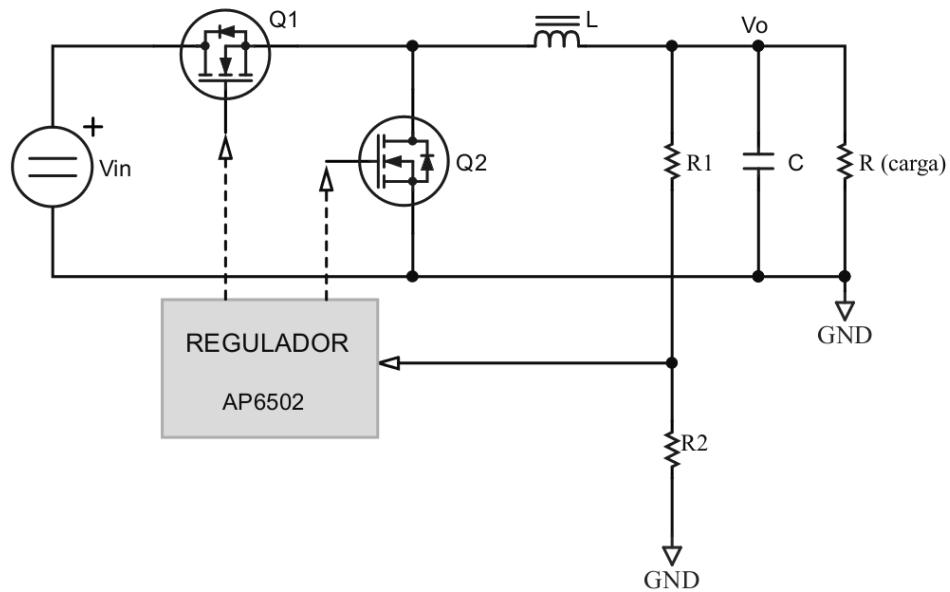 Q1
L
Vo
+
Vin
Q2
R1
C
R (carga)
GND
REGULADOR
AP6502
R2
GND